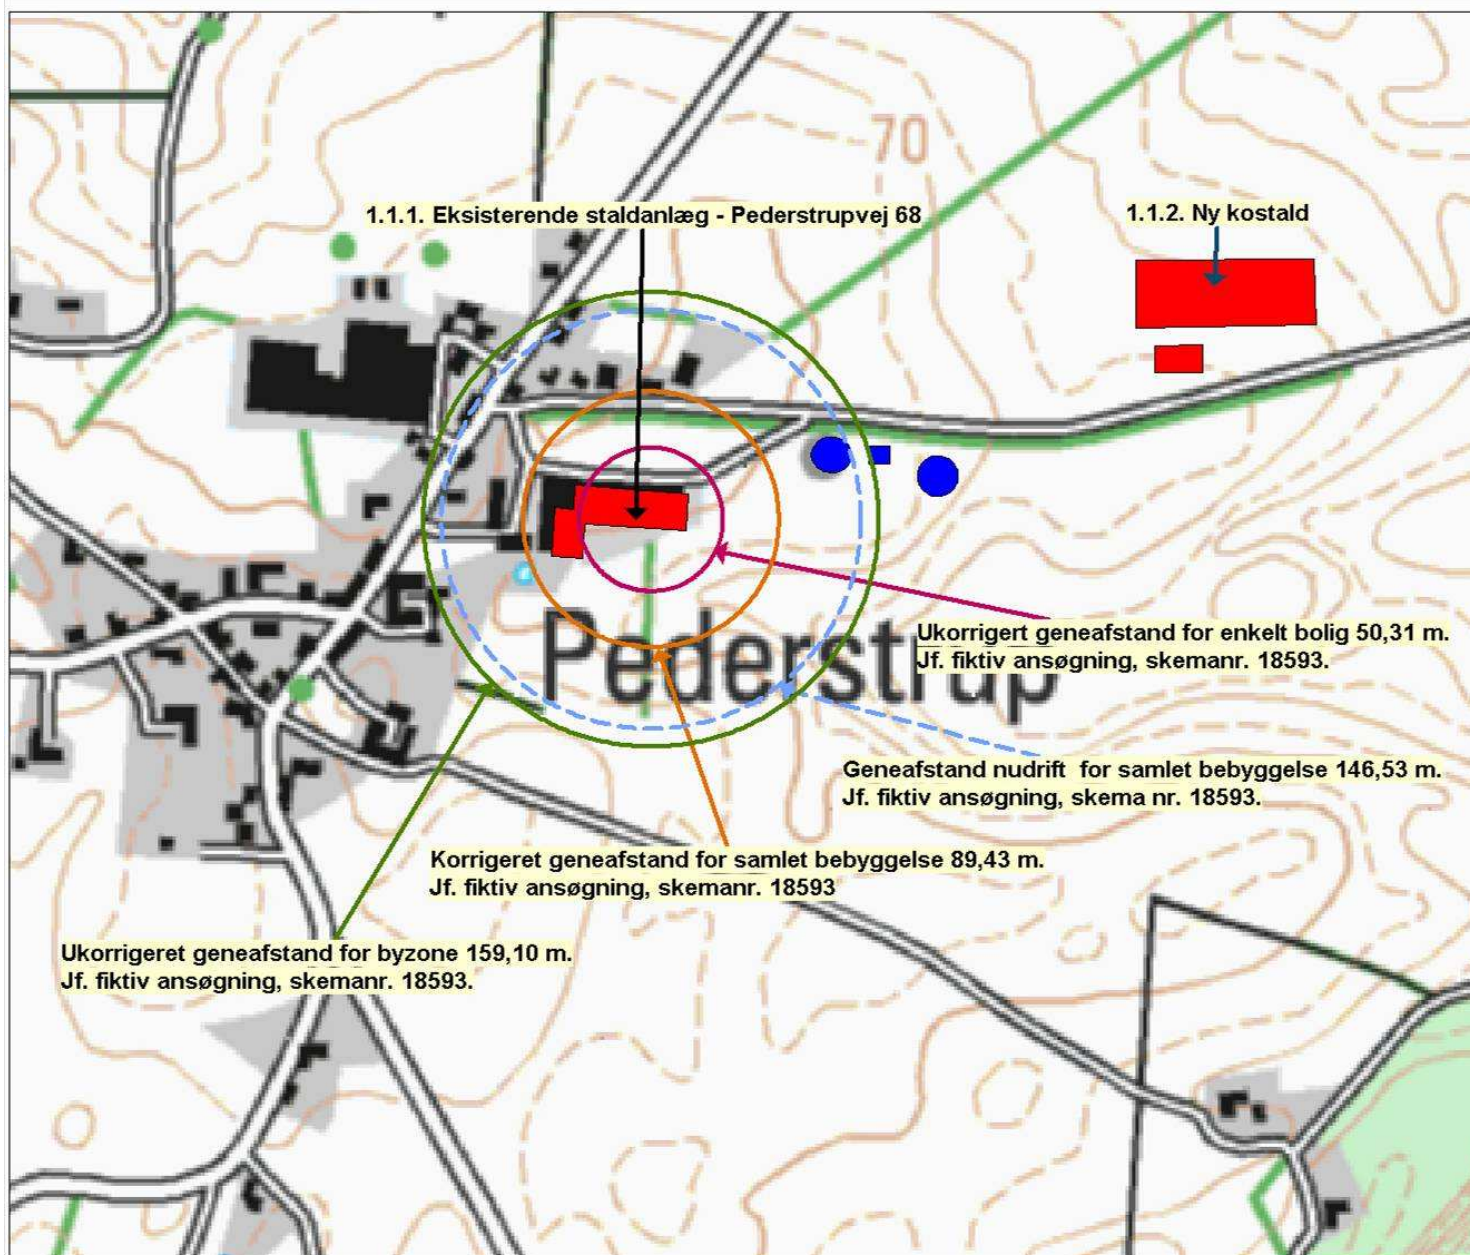 70
1.1.1. Eksisterende staldanlæg - Pederstrupvej 68
1.1.2. Ny kostald
Pederstrup
Ukorrigert geneafstand for enkelt bolig 50,31 m.
Jf. fiktiv ansøgning, skemanr. 18593.
Geneafstand nudrift for samlet bebyggelse 146,53 m.
Jf. fiktiv ansøgning, skema nr. 18593.
Korrigeret geneafstand for samlet bebyggelse 89,43 m.
Jf. fiktiv ansøgning, skemanr. 18593
Ukorrigeret geneafstand for byzone 159,10 m.
Jf. fiktiv ansøgning, skemanr. 18593.